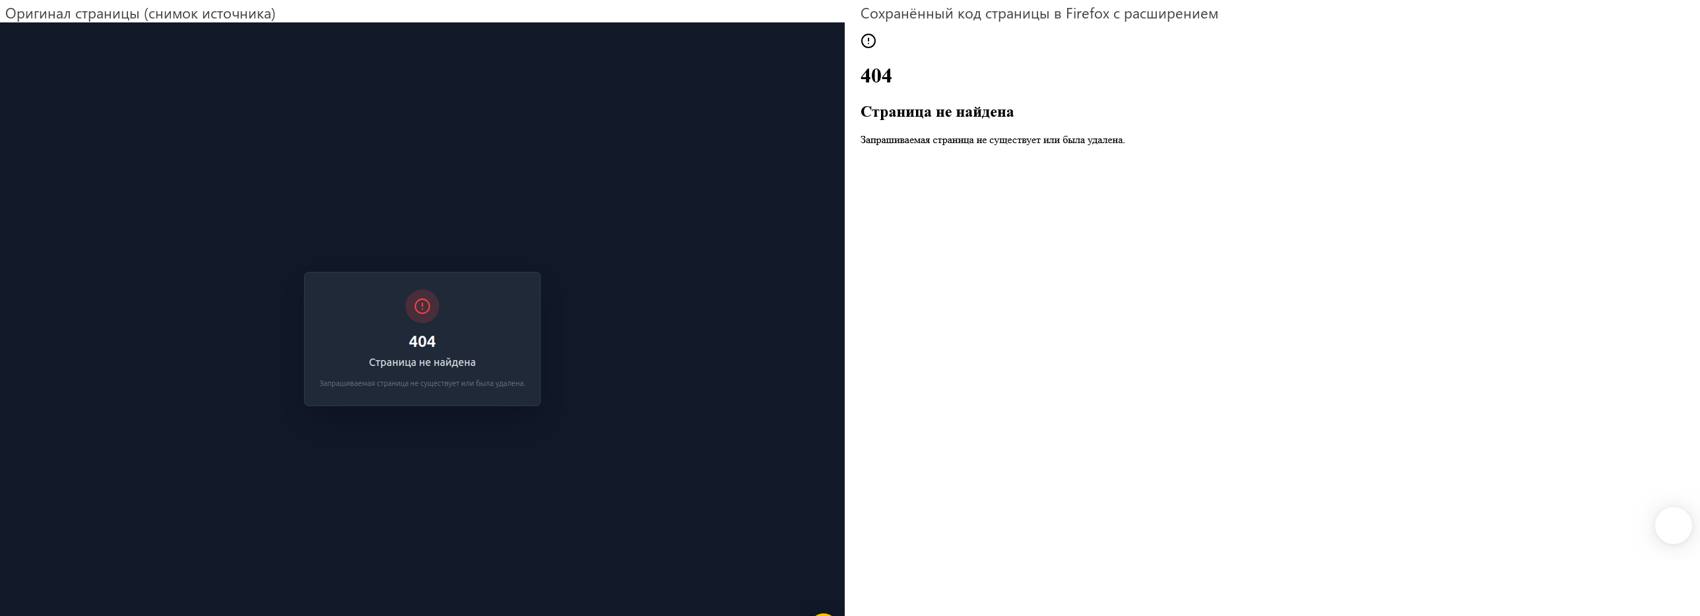 Оригинал страницы (снимок источника)
404
Страница не найдена
Запрашиваемая страница не существует или была удалена.
Сохранённый код страницы в Firefox с расширением
404
Страница не найдена
Запрашиваемая страница не существует или была удалена.